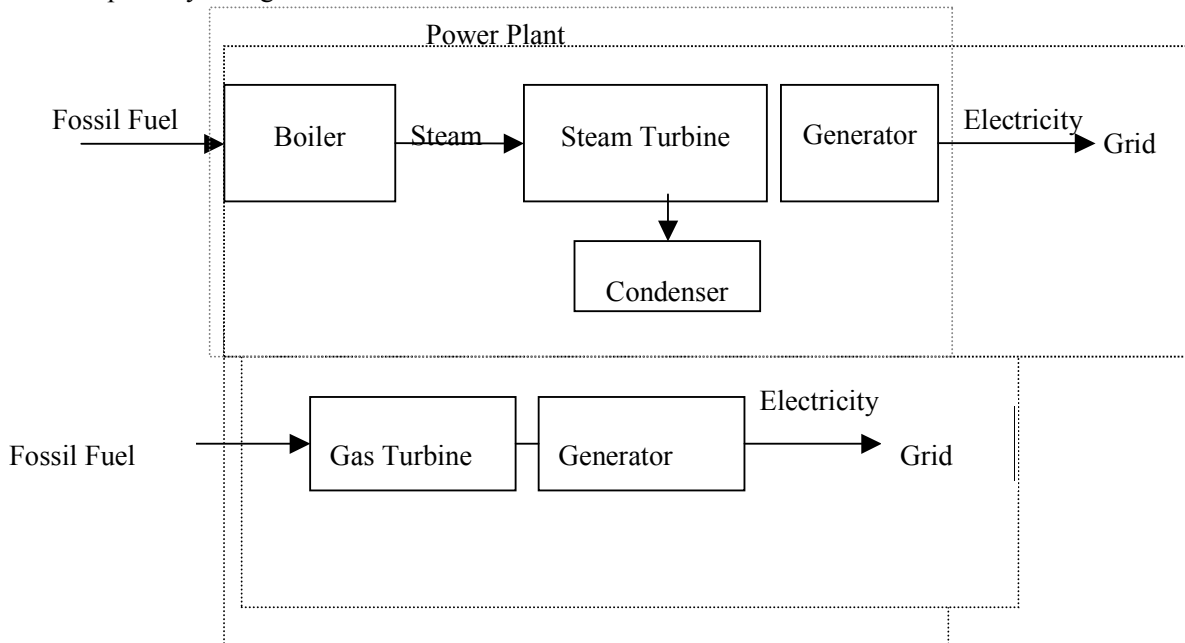 Power Plant
Fossil Fuel
Boiler
Steam
Steam Turbine
Generator
Electricity
Grid
Condenser
Electricity
Fossil Fuel
Gas Turbine
Generator
Grid